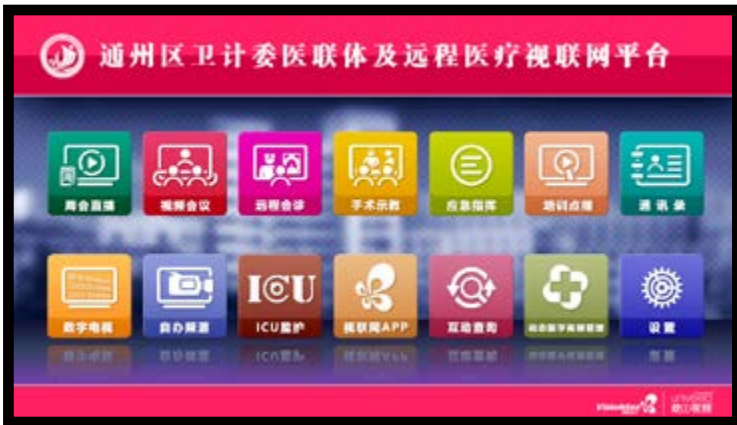 通州区卫计委医联体及远程医疗视联网平台
周会直播
视频会议
远程会诊
手术示教
应急指挥
培训点播
通讯录
数字电视
自办频道
ICU
ICU监护
视联网APP
互动查询
设置